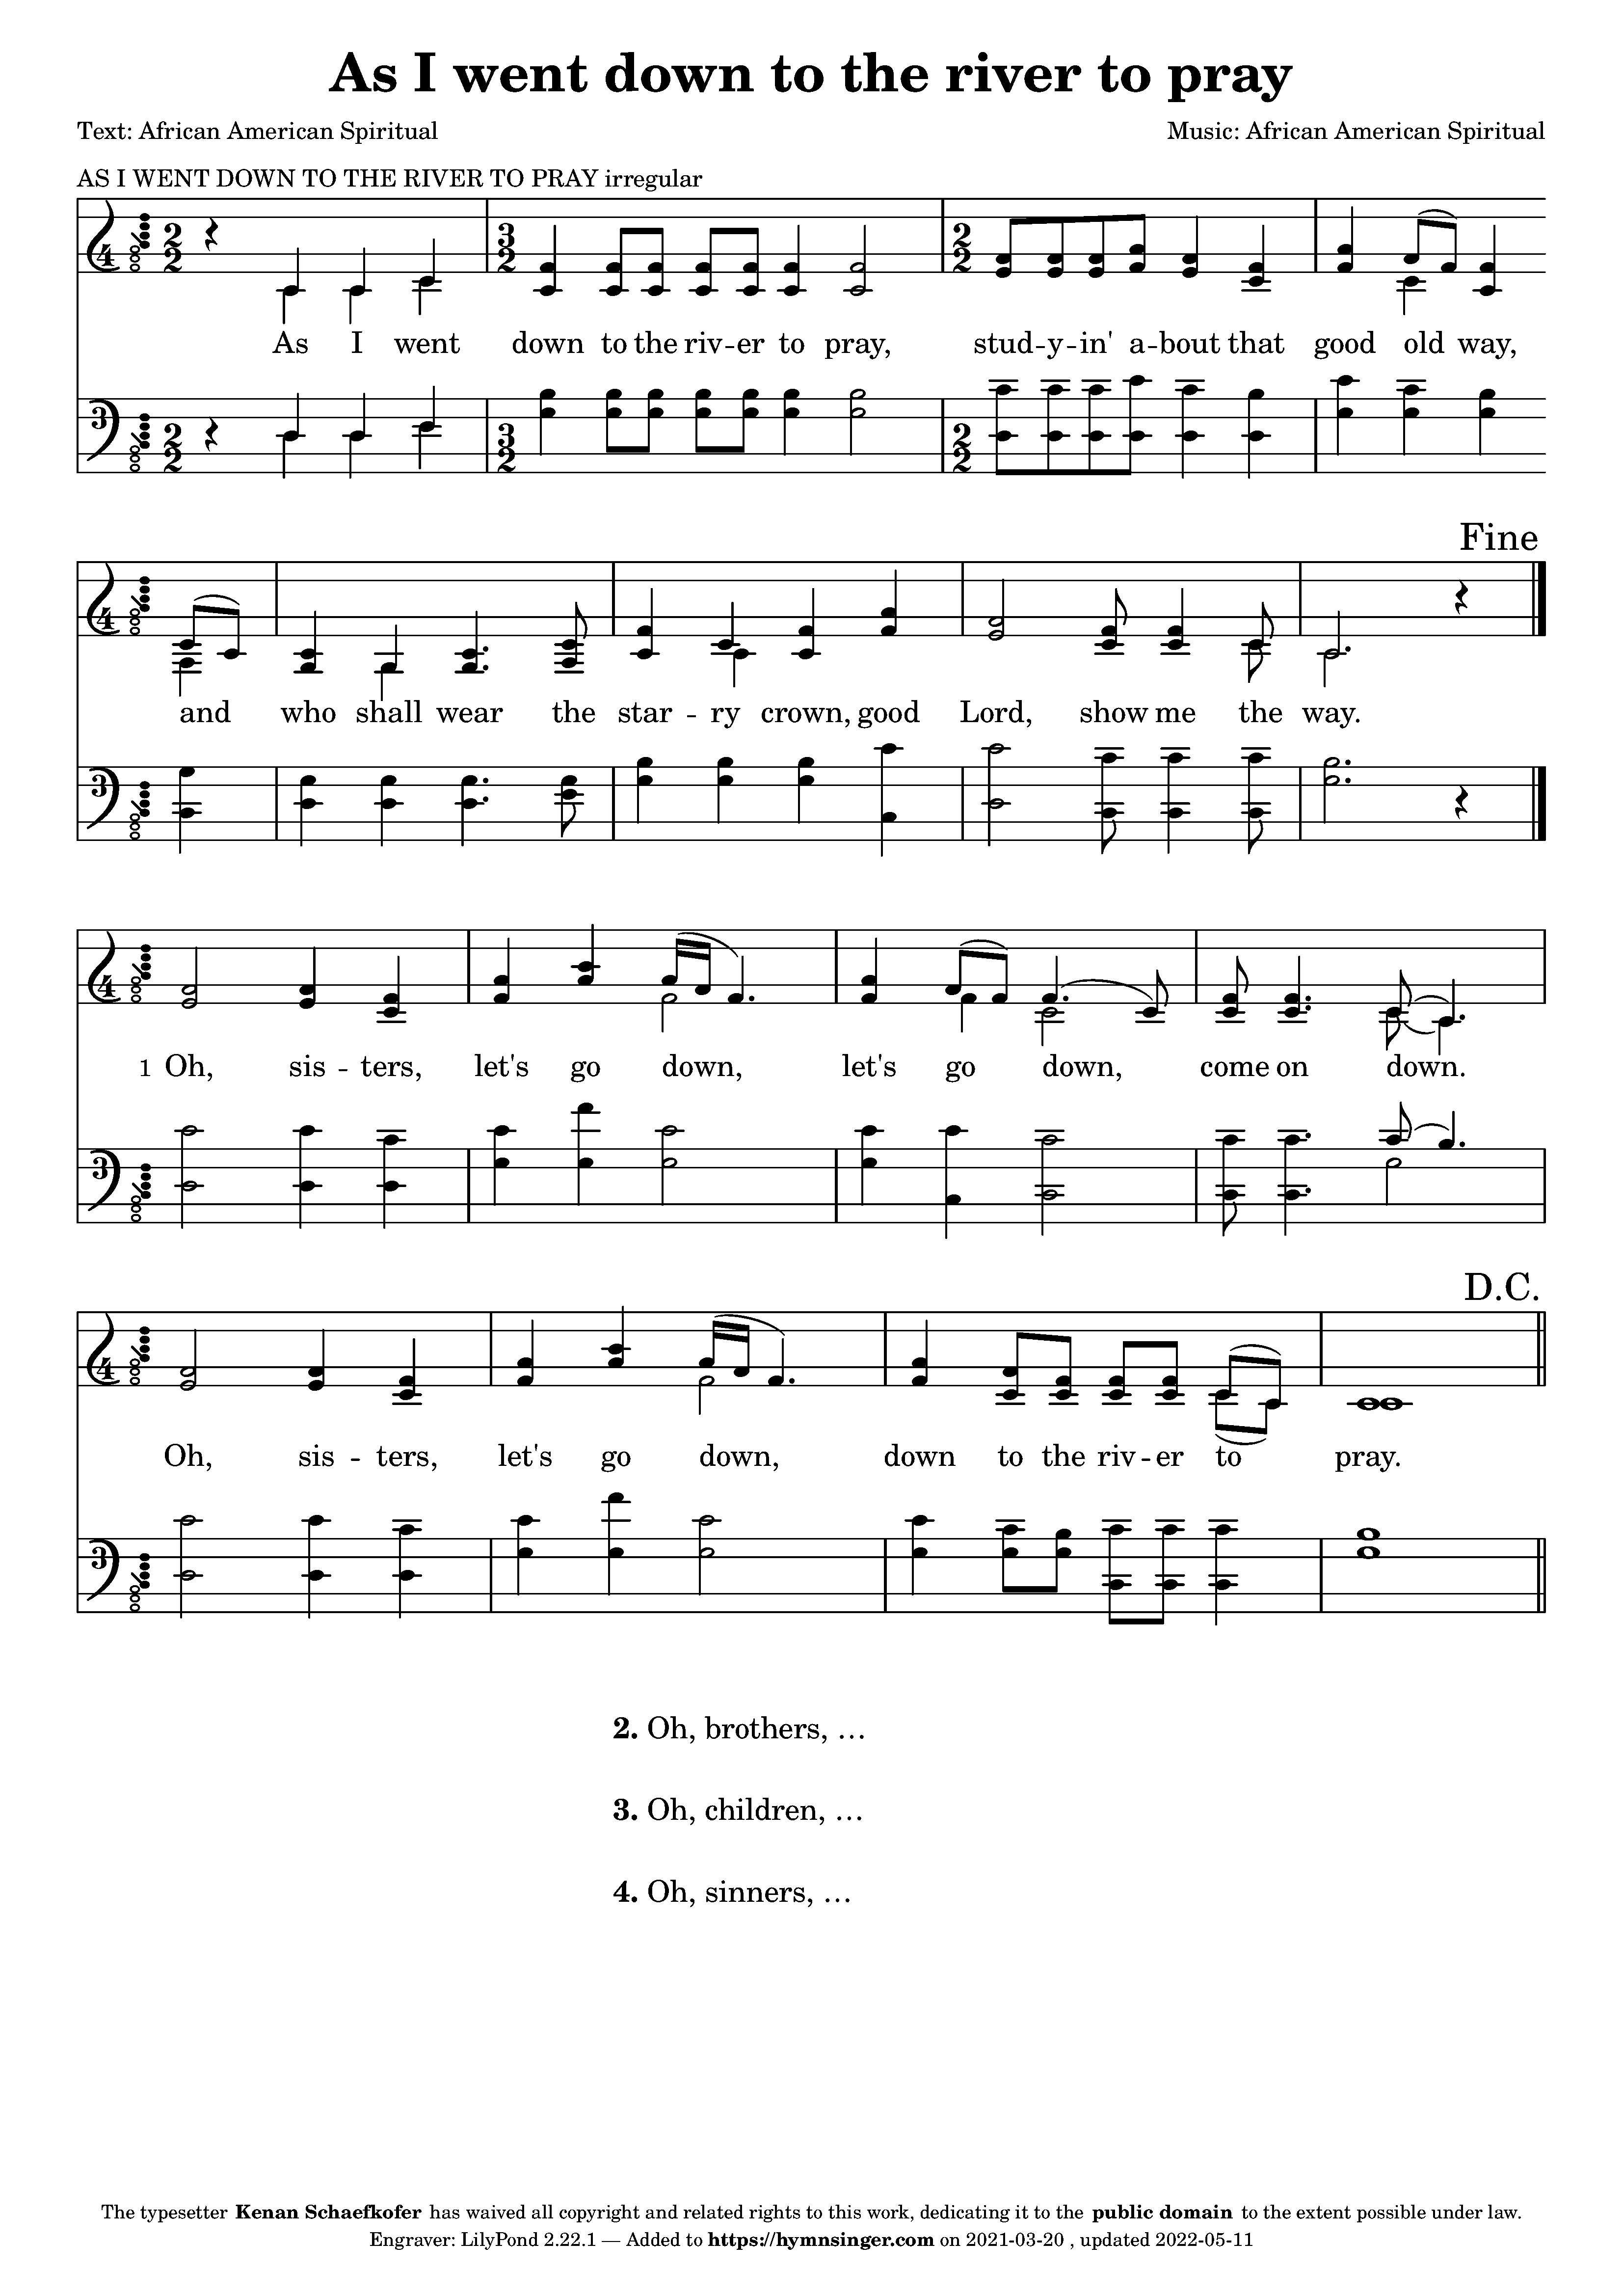 As I went down to the river to pray
Text: African American Spiritual
Music: African American Spiritual
AS I WENT DOWN TO THE RIVER TO PRAY irregular
As I went down to the riv -- er to pray, stud -- y -- in' a -- bout that good old way,
Fine
and who shall wear the star -- ry crown, good Lord, show me the way.
1 Oh, sis -- ters, let's go down, let's go down, come on down.
D.C.
Oh, sis -- ters, let's go down, down to the riv -- er to pray.
2. Oh, brothers, …
3. Oh, children, …
4. Oh, sinners, …
The typesetter Kenan Schaefkofer has waived all copyright and related rights to this work, dedicating it to the public domain to the extent possible under law.
Engraver: LilyPond 2.22.1 — Added to https://hymnsinger.com on 2021-03-20 , updated 2022-05-11